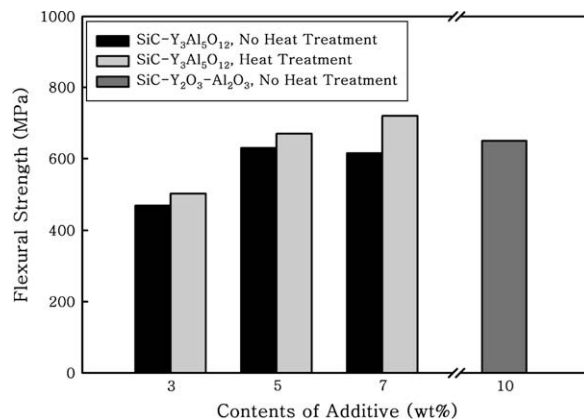 1000
800
600
400
200
0
Flexural Strength (MPa)
SiC-Y₃Al₅O₁₂, No Heat Treatment
SiC-Y₃Al₅O₁₂, Heat Treatment
SiC-Y₂O₃-Al₂O₃, No Heat Treatment
3 5 7 10
Contents of Additive (wt%)